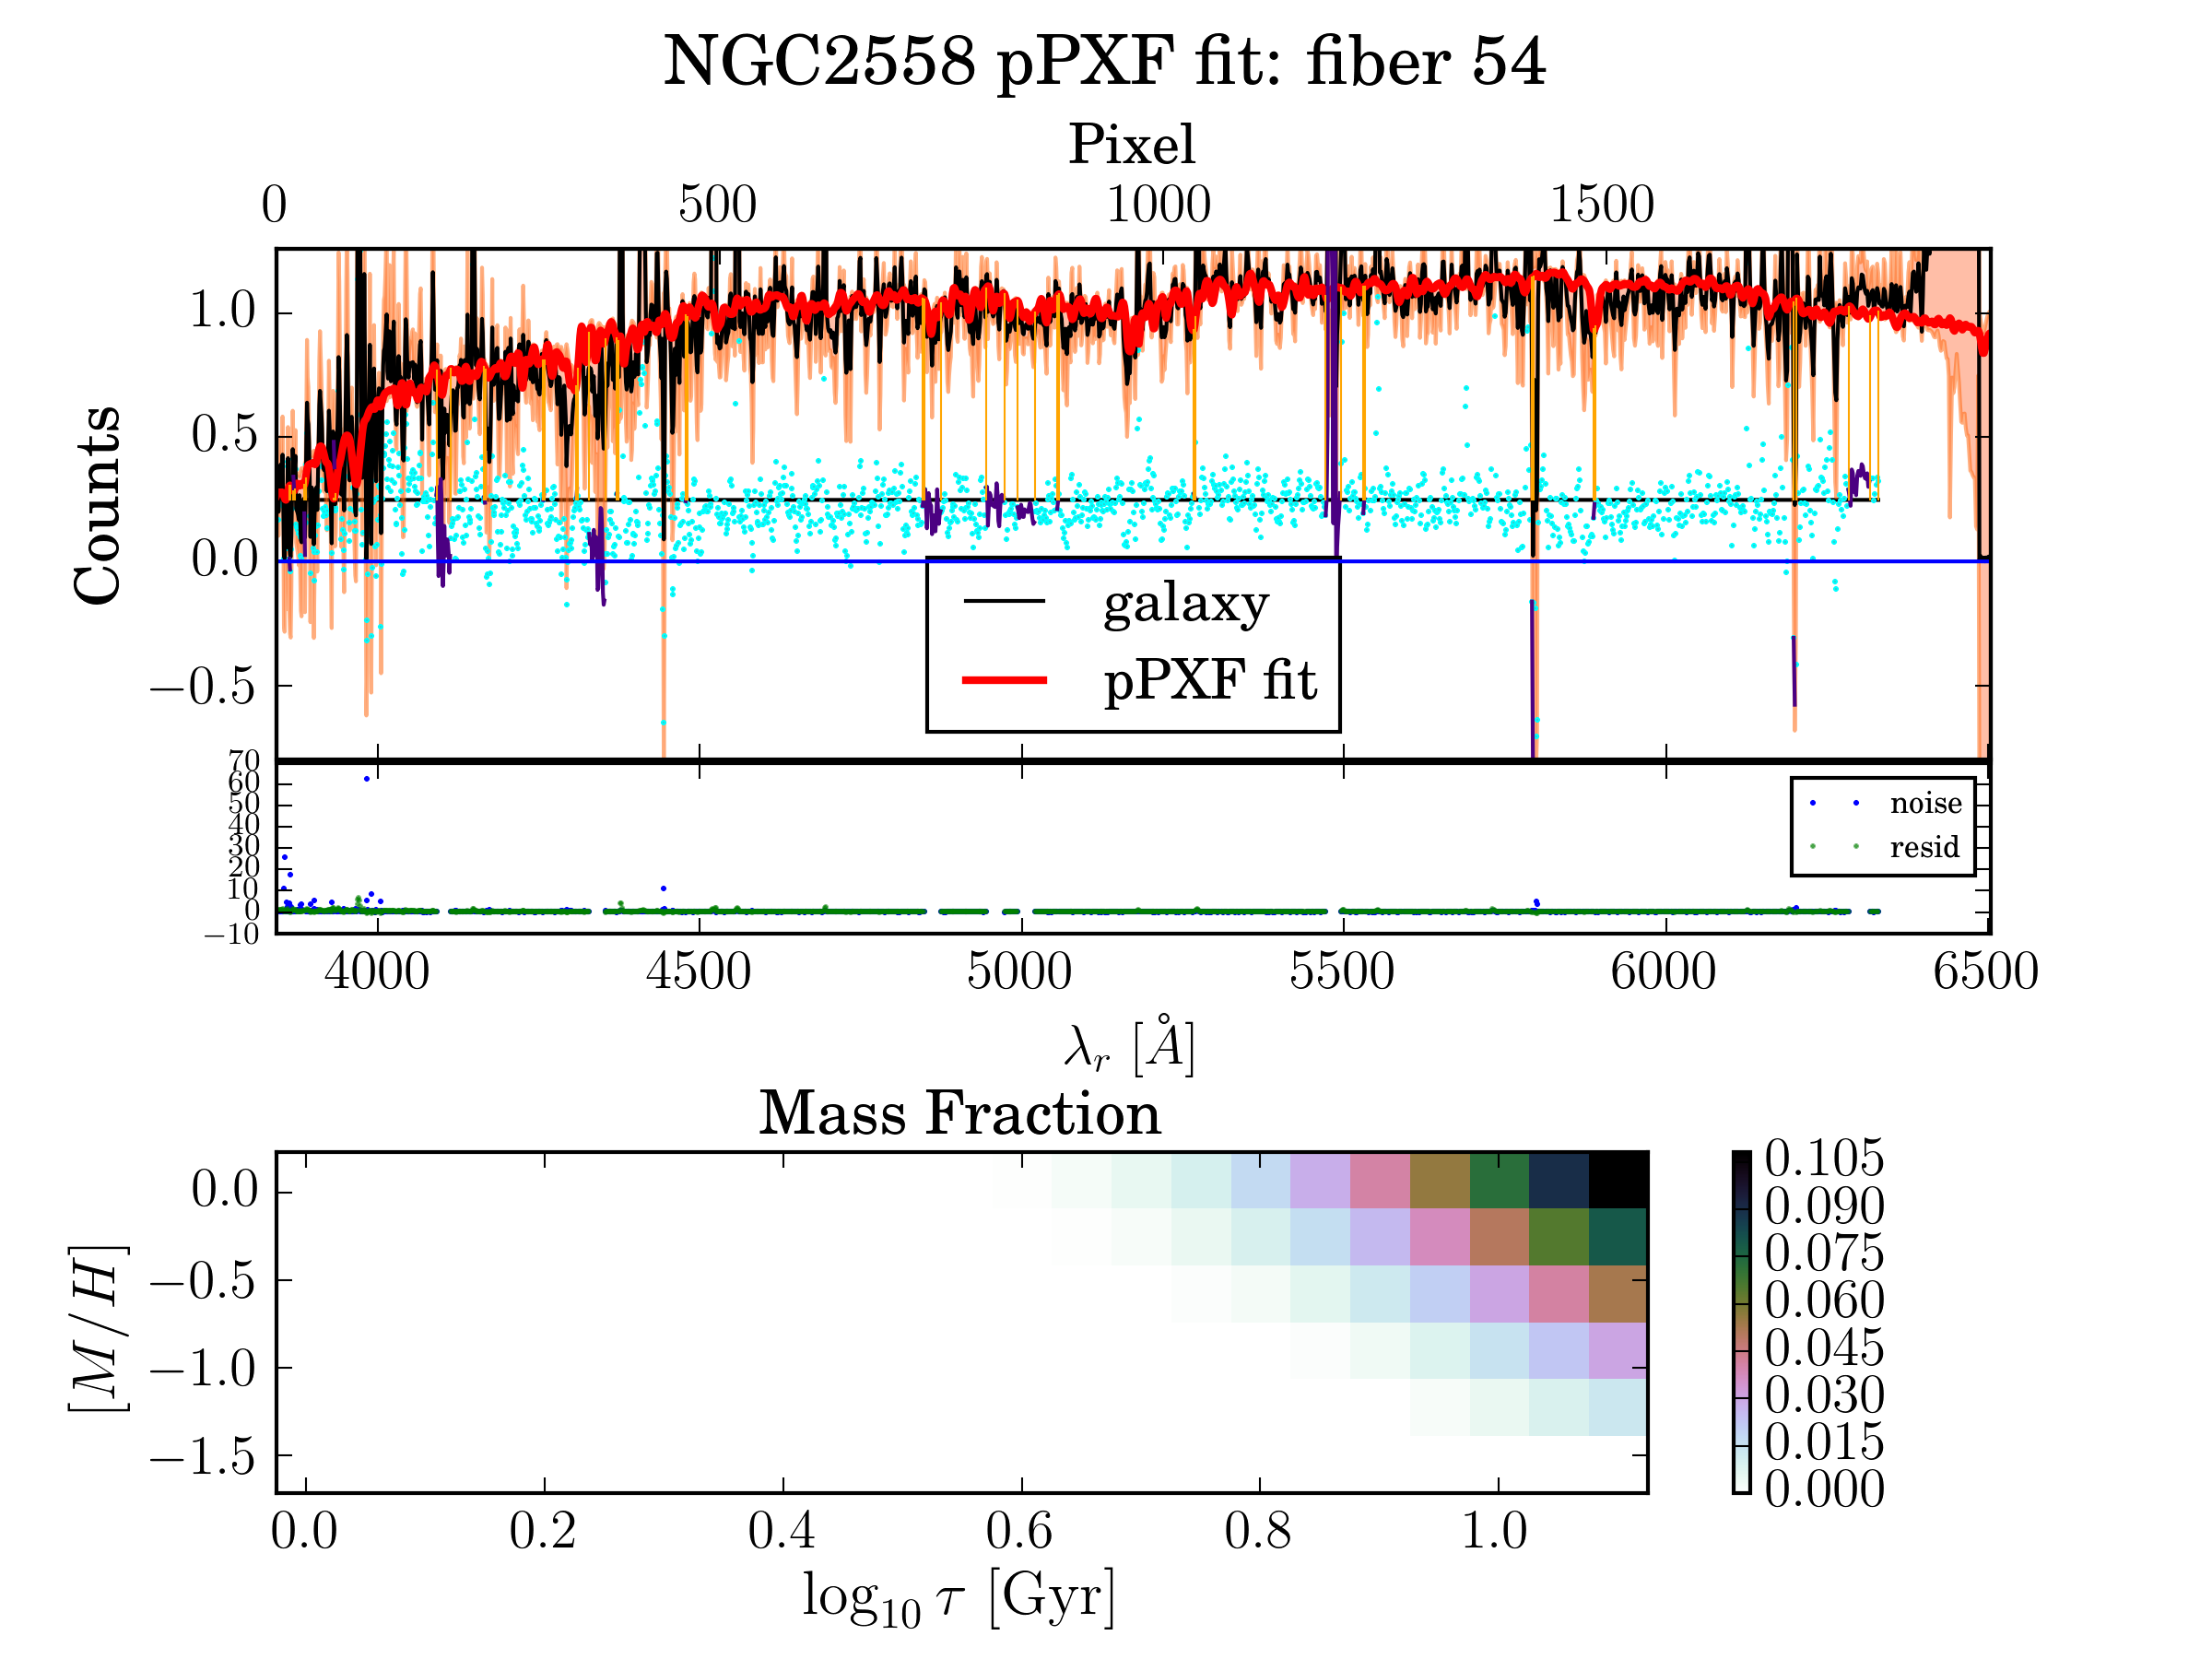 NGC2558 pPXF fit: fiber 54
Pixel
0 500 1000 1500
1.0
0.5
0.0
−0.5
Counts
galaxy
pPXF fit
70
60
50
40
30
20
10
0
−10
noise
resid
4000 4500 5000 5500 6000 6500
λr [Å]
Mass Fraction
0.0
−0.5
−1.0
−1.5
[M/H]
0.105
0.090
0.075
0.060
0.045
0.030
0.015
0.000
0.0 0.2 0.4 0.6 0.8 1.0
log10 τ [Gyr]